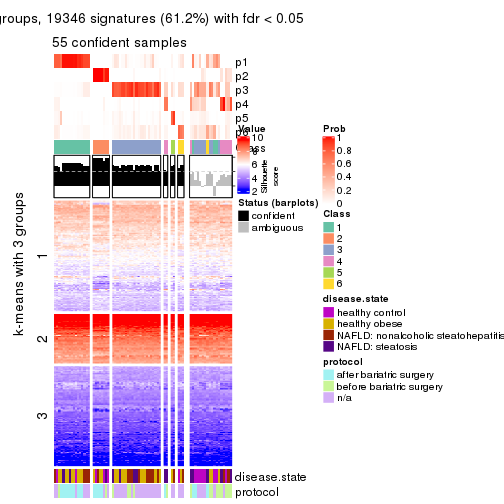 groups, 19346 signatures (61.2%) with fdr < 0.05
55 confident samples
p1
p2
p3
p4
p5
Value
10
8
6
4
2
Silhouette
score
Status (barplots)
confident
ambiguous
Prob
1
0.8
0.6
0.4
0.2
0
Class
1
2
3
4
5
6
disease.state
healthy control
healthy obese
NAFLD: nonalcoholic steatohepatitis
NAFLD: steatosis
protocol
after bariatric surgery
before bariatric surgery
n/a
k-means with 3 groups
1
2
3
disease.state
protocol